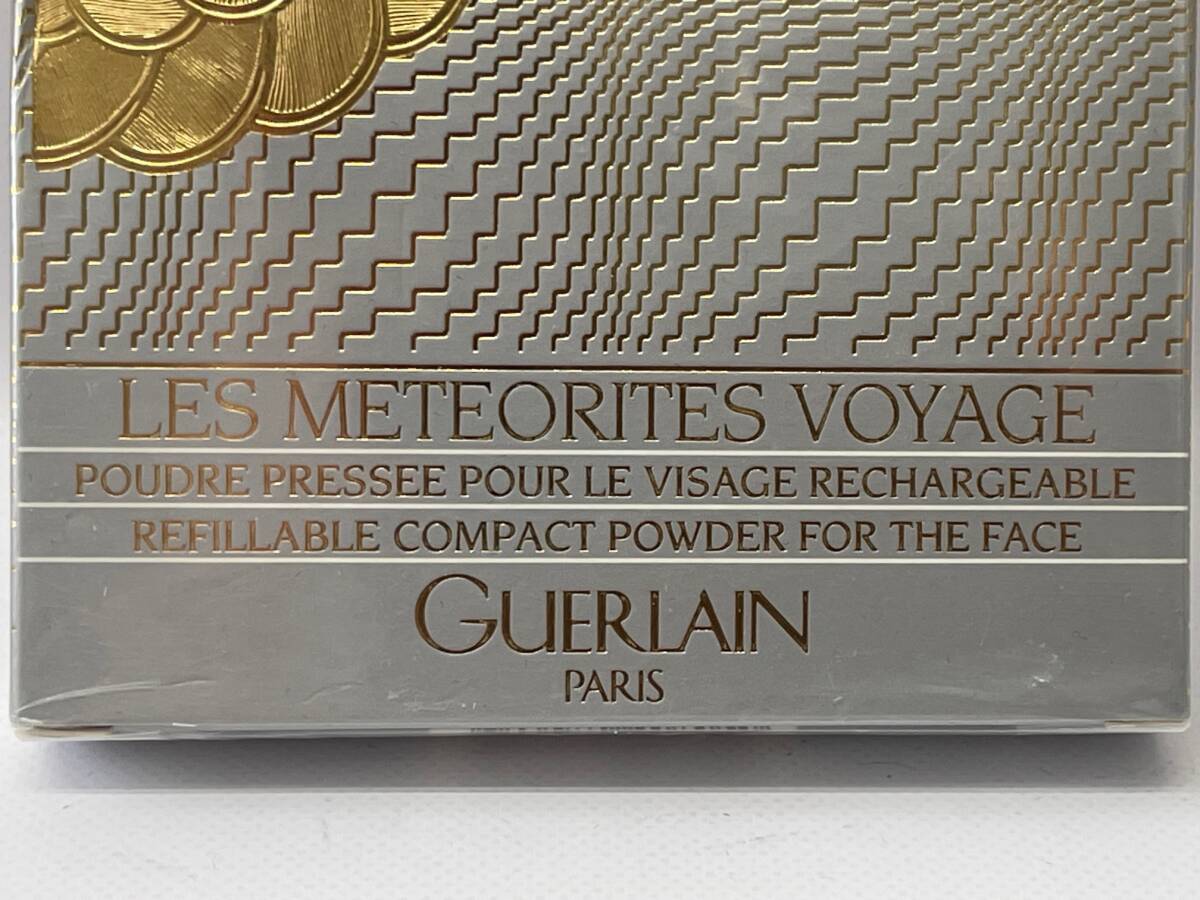 LES METEORITES VOYAGE
POUDRE PRESSEE POUR LE VISAGE RECHARGEABLE
REFILLABLE COMPACT POWDER FOR THE FACE
GUERLAIN
PARIS